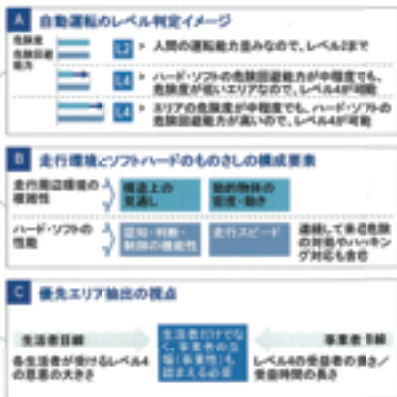 A 自動運転のレベル判定イメージ
危険度
危険回避
能力
L2 人間の運転能力並みなので、レベル2まで
L4 ハード・ソフトの危険回避能力が中程度でも、
危険度が低いエリアなので、レベル4が可能
L4 エリアの危険度が中程度でも、ハード・ソフトの
危険回避能力が高いので、レベル4が可能
B 走行環境とソフトハードのものさしの構成要素
走行周辺環境の
複雑性
構造上の
見通し
動的物体の
密度・動き
ハード・ソフトの
性能
認知・判断・
制御の機能性
走行スピード
連続して来る危険
の対処やハッキン
グ対応も含む
C 優先エリア抽出の視点
生活者目線
各生活者が受けるレベル4
の恩恵の大きさ
生活者だけでな
く、事業者の立
場(事業性)も
踏まえる必要
事業者目線
レベル4の受益者の多さ/
受益時間の長さ